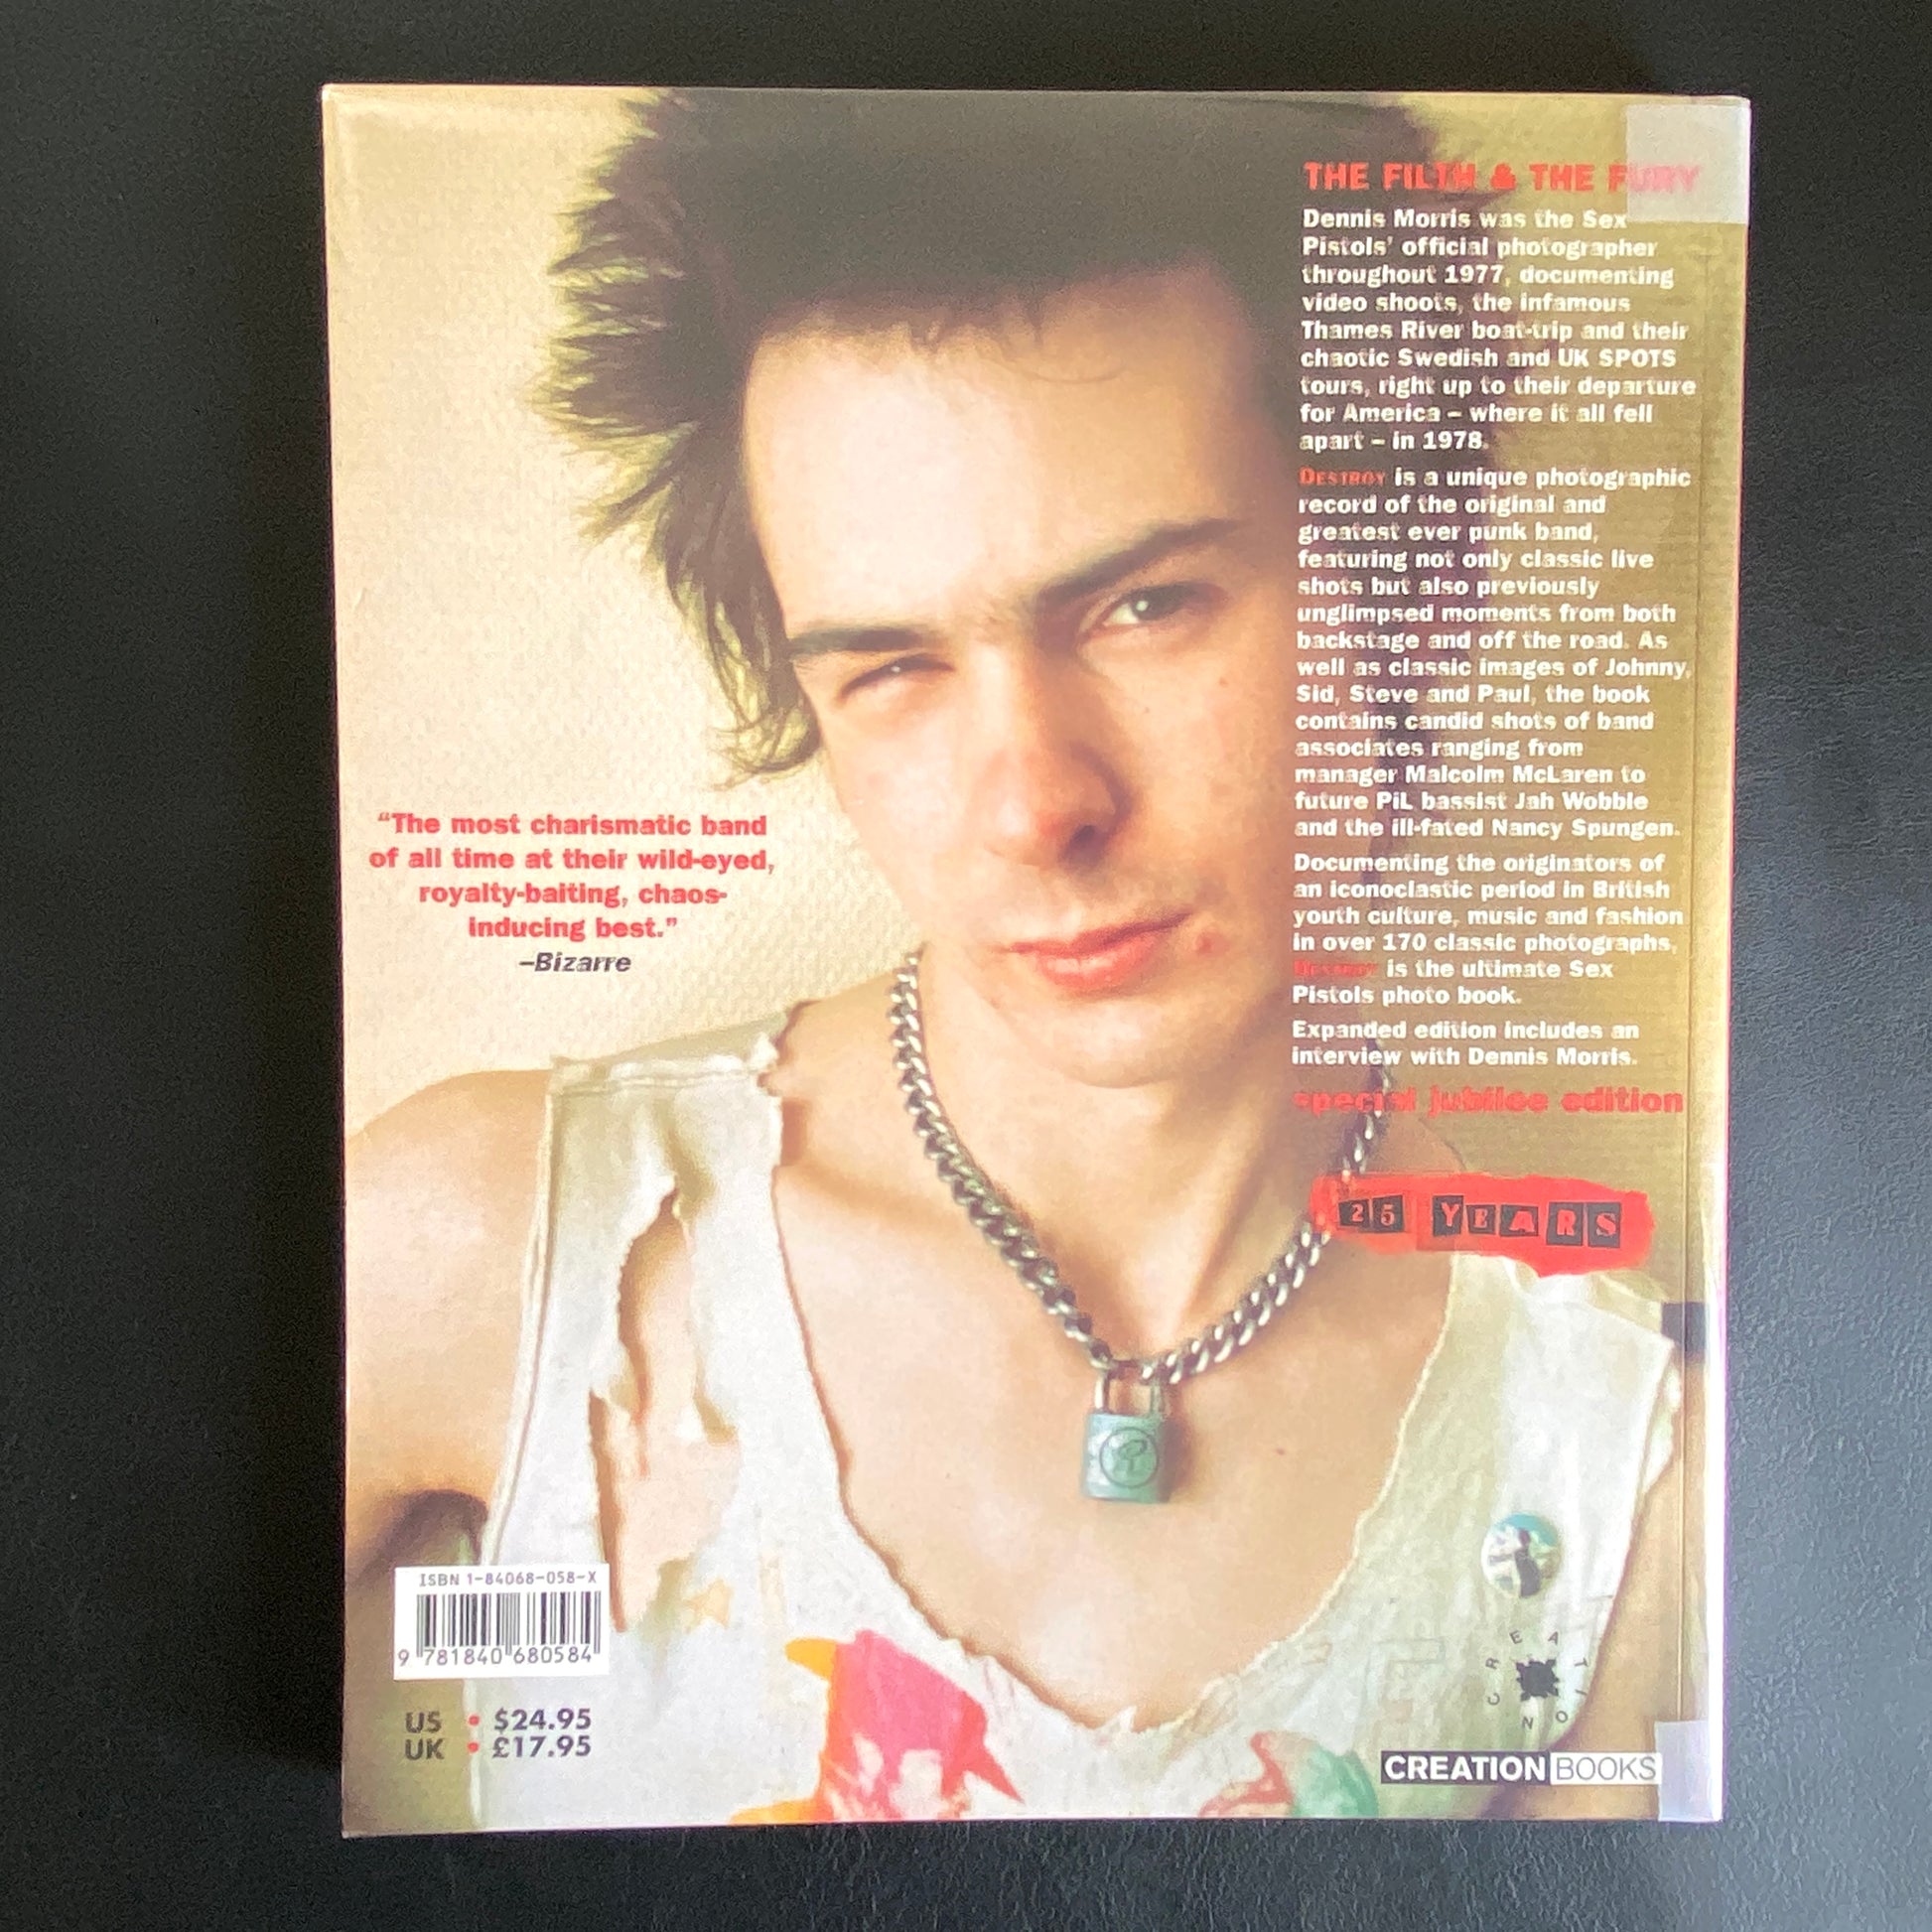 THE FILTH & THE FURY
Dennis Morris was the Sex
Pistols' official photographer
throughout 1977, documenting
video shoots, the infamous
Thames River boat-trip and their
chaotic Swedish and UK SPOTS
tours, right up to their departure
for America – where it all fell
apart – in 1978.
DESTROY is a unique photographic
record of the original and
greatest ever punk band,
featuring not only classic live
shots but also previously
unglimpsed moments from both
backstage and off the road. As
well as classic images of Johnny,
Sid, Steve and Paul, the book
contains candid shots of band
associates ranging from
manager Malcolm McLaren to
future PiL bassist Jah Wobble
and the ill-fated Nancy Spungen.
Documenting the originators of
an iconoclastic period in British
youth culture, music and fashion
in over 170 classic photographs,
DESTROY is the ultimate Sex
Pistols photo book.
Expanded edition includes an
interview with Dennis Morris.
special jubilee edition
25 YEARS
“The most charismatic band
of all time at their wild-eyed,
royalty-baiting, chaos-
inducing best.”
–Bizarre
ISBN 1-84068-058-X
9 781840 680584
US • $24.95
UK • £17.95
R
CREATION
CREATION BOOKS